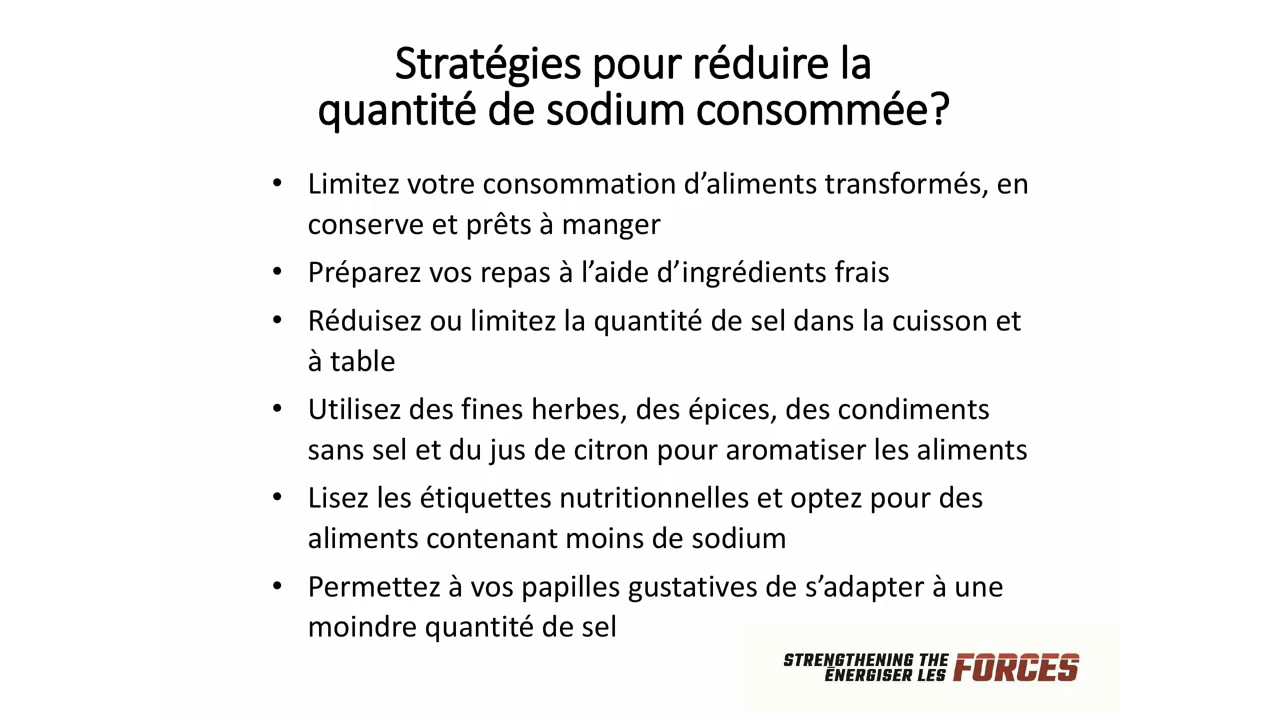 Stratégies pour réduire la
quantité de sodium consommée?
• Limitez votre consommation d’aliments transformés, en
conserve et prêts à manger
• Préparez vos repas à l’aide d’ingrédients frais
• Réduisez ou limitez la quantité de sel dans la cuisson et
à table
• Utilisez des fines herbes, des épices, des condiments
sans sel et du jus de citron pour aromatiser les aliments
• Lisez les étiquettes nutritionnelles et optez pour des
aliments contenant moins de sodium
• Permettez à vos papilles gustatives de s’adapter à une
moindre quantité de sel
STRENGTHENING THE
ÉNERGISER LES FORCES